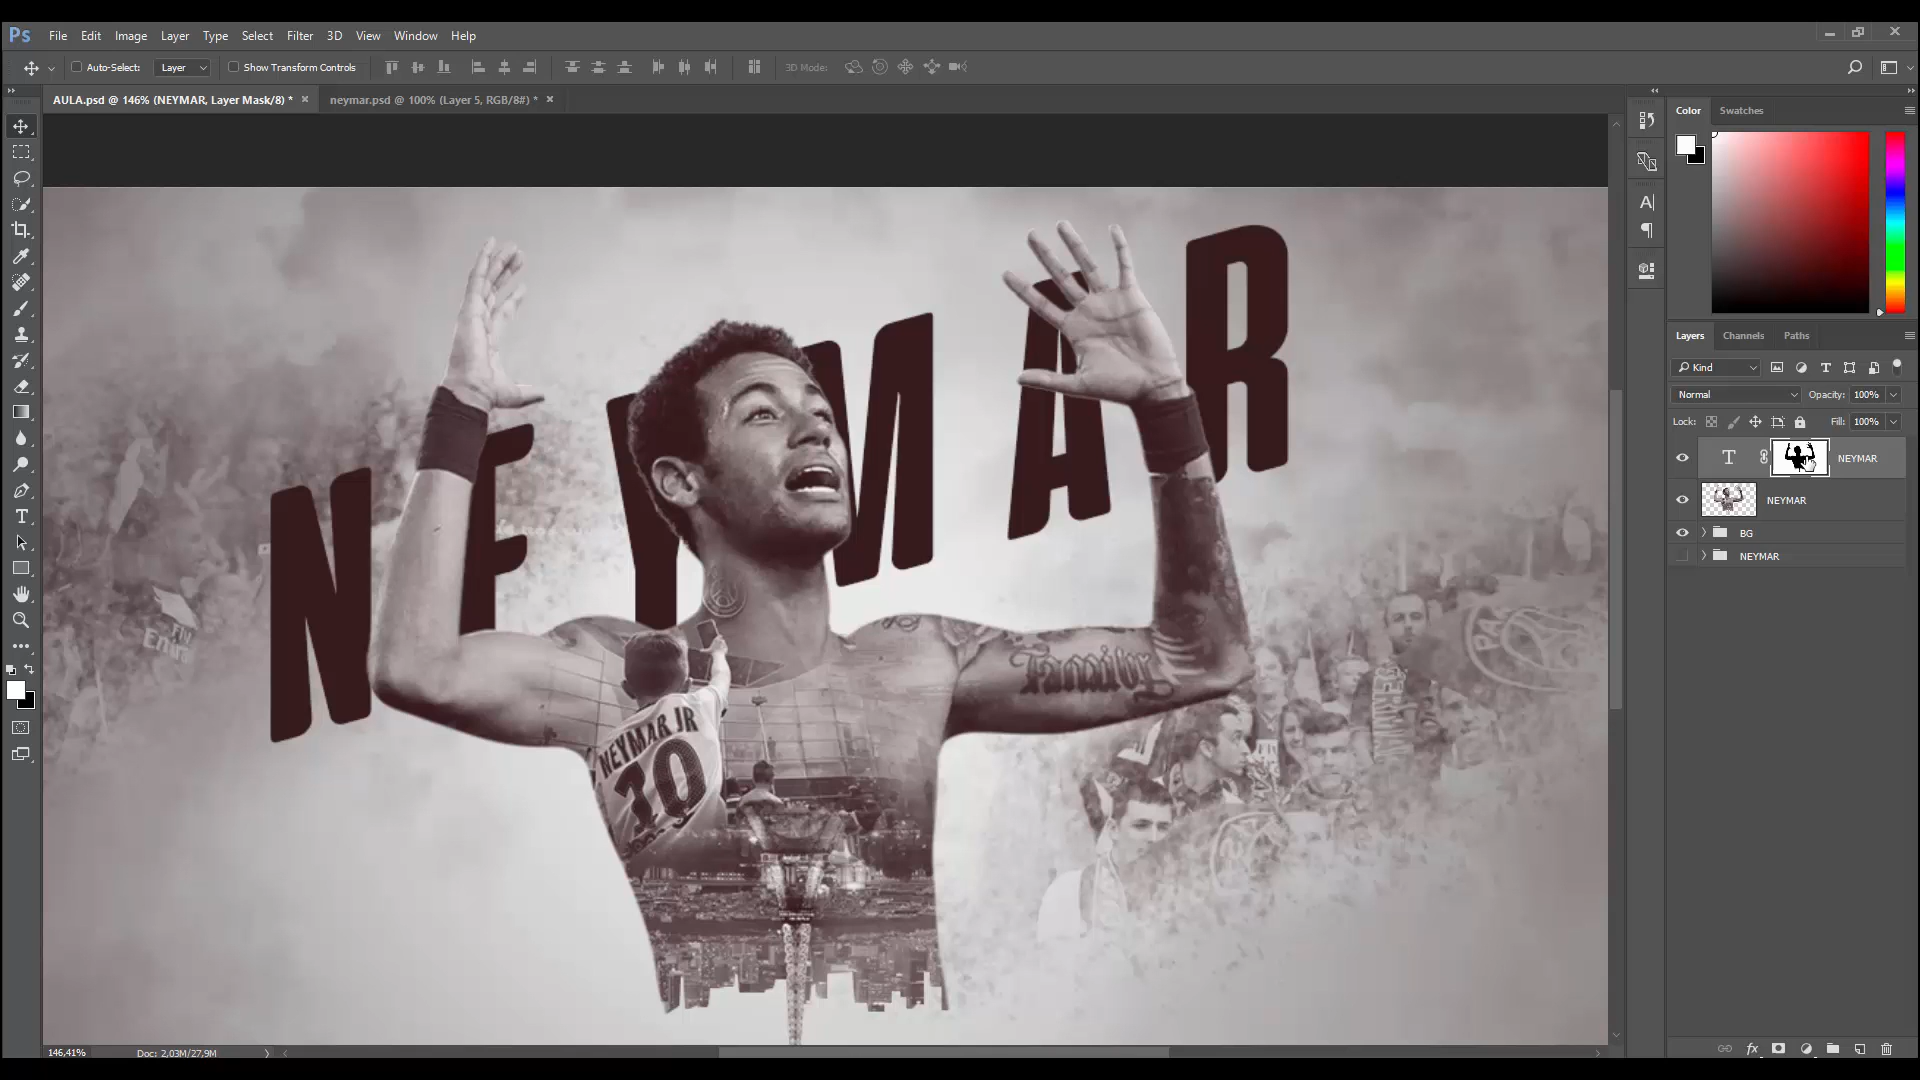 Ps File Edit Image Layer Type Select Filter 3D View Window Help
Auto-Select: Layer Show Transform Controls 3D Mode:
AULA.psd @ 146% (NEYMAR, Layer Mask/8) * × neymar.psd @ 100% (Layer 5, RGB/8#) * ×
Color Swatches
NEYMAR
Family
NEYMAR JR
10
Layers Channels Paths
Kind
Normal Opacity: 100%
Lock: Fill: 100%
T NEYMAR
NEYMAR
BG
NEYMAR
146,41% Doc: 2,03M/27,9M
fx